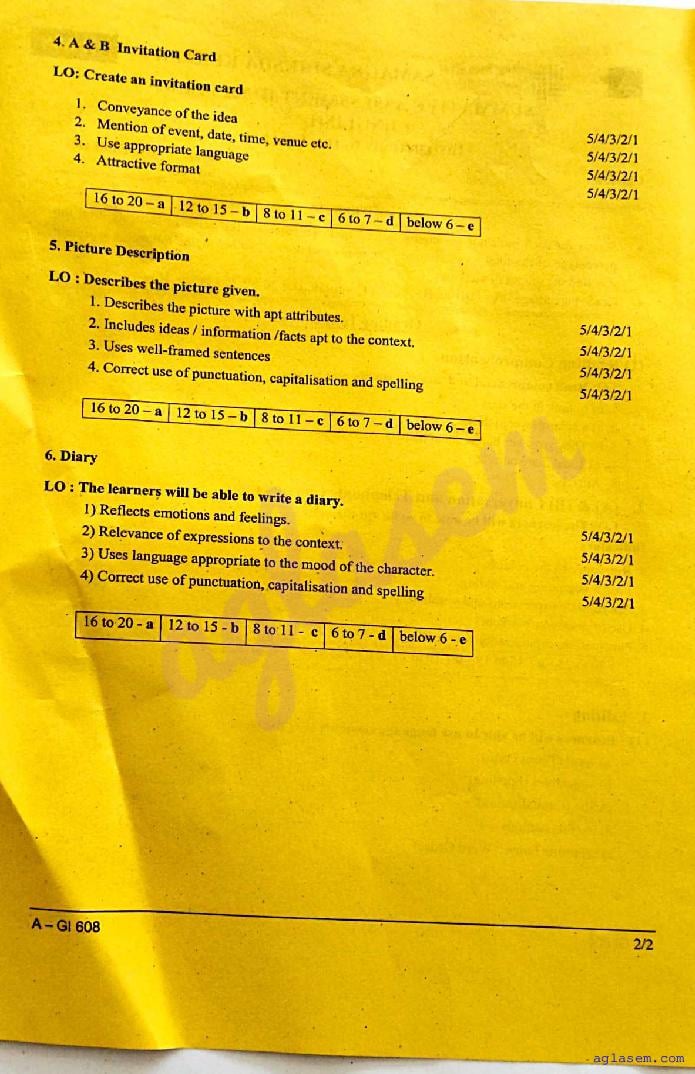 4. A & B Invitation Card
LO: Create an invitation card
1. Conveyance of the idea 5/4/3/2/1
2. Mention of event, date, time, venue etc. 5/4/3/2/1
3. Use appropriate language 5/4/3/2/1
4. Attractive format 5/4/3/2/1
16 to 20 – a 12 to 15 – b 8 to 11 – c 6 to 7 – d below 6 – e
5. Picture Description
LO : Describes the picture given.
1. Describes the picture with apt attributes. 5/4/3/2/1
2. Includes ideas / information /facts apt to the context. 5/4/3/2/1
3. Uses well-framed sentences 5/4/3/2/1
4. Correct use of punctuation, capitalisation and spelling 5/4/3/2/1
16 to 20 – a 12 to 15 – b 8 to 11 – c 6 to 7 – d below 6 – e
6. Diary
LO : The learners will be able to write a diary.
1) Reflects emotions and feelings. 5/4/3/2/1
2) Relevance of expressions to the context. 5/4/3/2/1
3) Uses language appropriate to the mood of the character. 5/4/3/2/1
4) Correct use of punctuation, capitalisation and spelling 5/4/3/2/1
16 to 20 - a 12 to 15 - b 8 to 11 - c 6 to 7 - d below 6 - e
aglasem
A – GI 608
2/2
aglasem.com